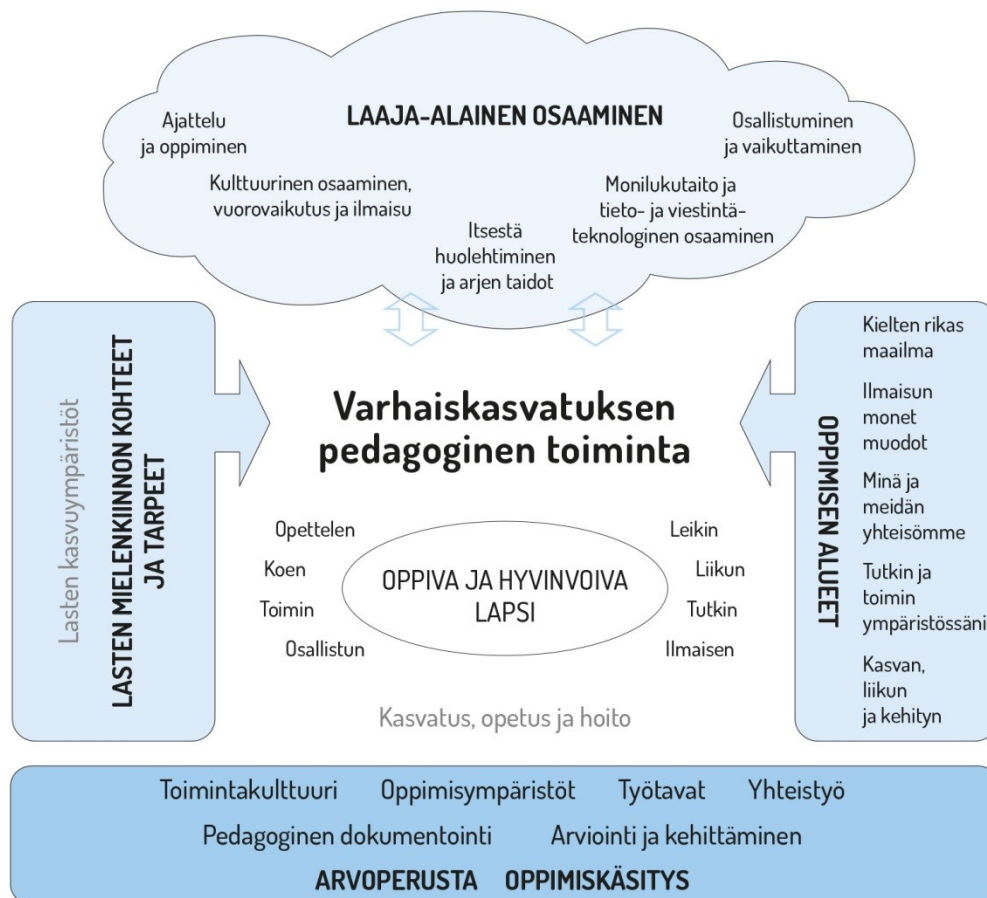 LAAJA-ALAINEN OSAAMINEN
Ajattelu
ja oppiminen
Kulttuurinen osaaminen,
vuorovaikutus ja ilmaisu
Itsestä
huolehtiminen
ja arjen taidot
Monilukutaito ja
tieto- ja viestintä-
teknologinen osaaminen
Osallistuminen
ja vaikuttaminen
Lasten kasvuympäristöt
LASTEN MIELENKIINNON KOHTEET
JA TARPEET
Varhaiskasvatuksen
pedagoginen toiminta
Opettelen
Koen
Toimin
Osallistun
OPPIVA JA HYVINVOIVA
LAPSI
Leikin
Liikun
Tutkin
Ilmaisen
Kasvatus, opetus ja hoito
OPPIMISEN ALUEET
Kielten rikas
maailma
Ilmaisun
monet
muodot
Minä ja
meidän
yhteisömme
Tutkin ja
toimin
ympäristössäni
Kasvan,
liikun
ja kehityn
Toimintakulttuuri Oppimisympäristöt Työtavat Yhteistyö
Pedagoginen dokumentointi Arviointi ja kehittäminen
ARVOPERUSTA OPPIMISKÄSITYS